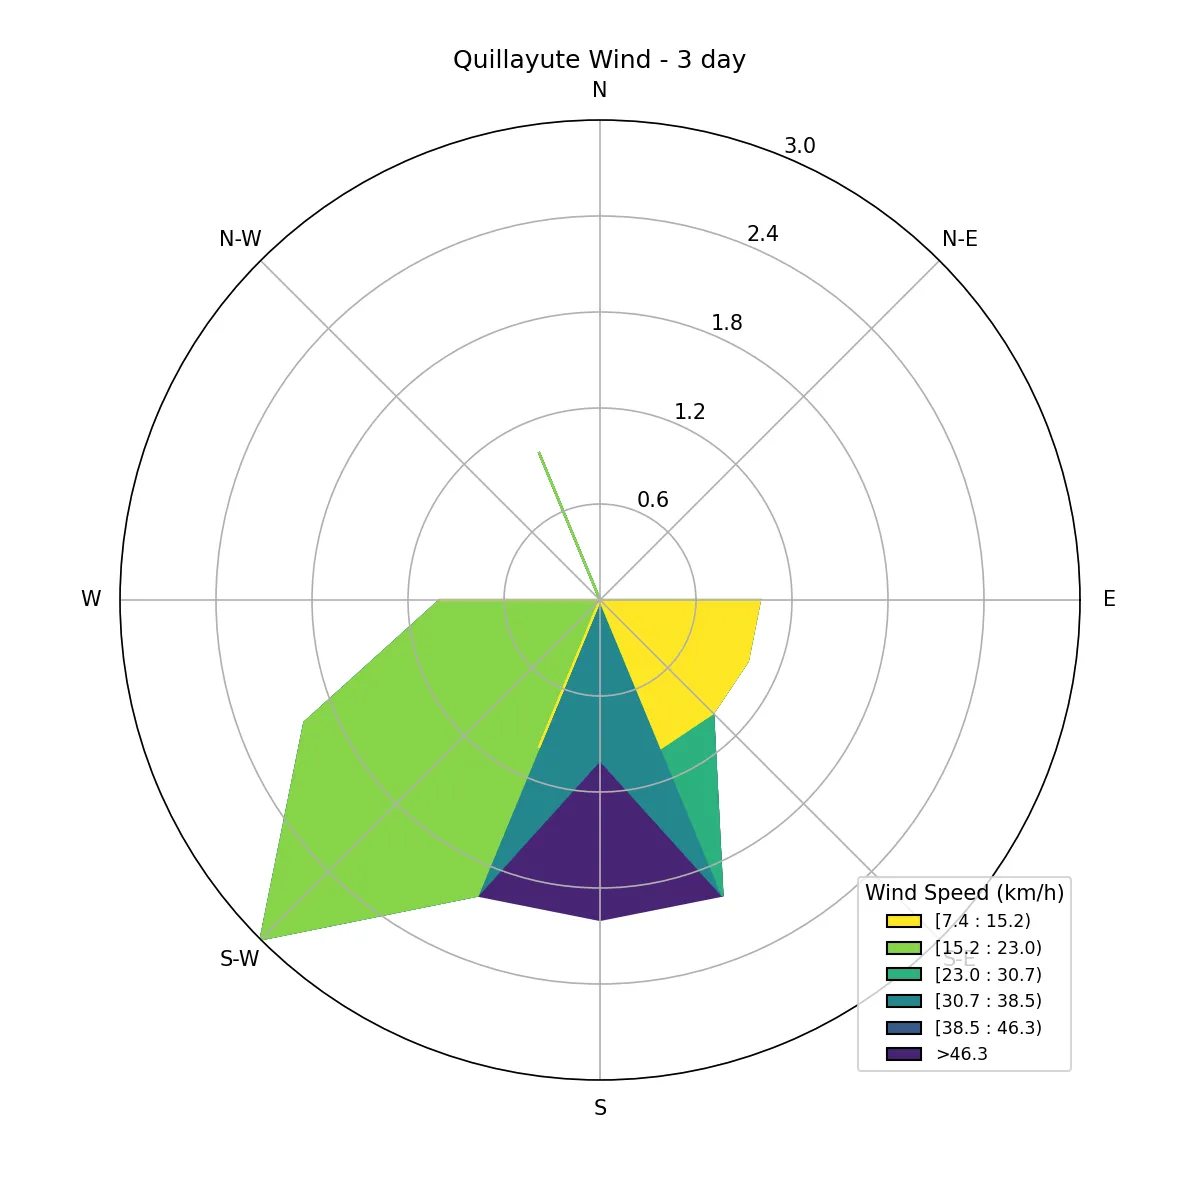 Quillayute Wind - 3 day
N
3.0
N-W
2.4
N-E
1.8
1.2
0.6
W
E
S-W
S-E
S
Wind Speed (km/h)
[7.4 : 15.2)
[15.2 : 23.0)
[23.0 : 30.7)
[30.7 : 38.5)
[38.5 : 46.3)
>46.3